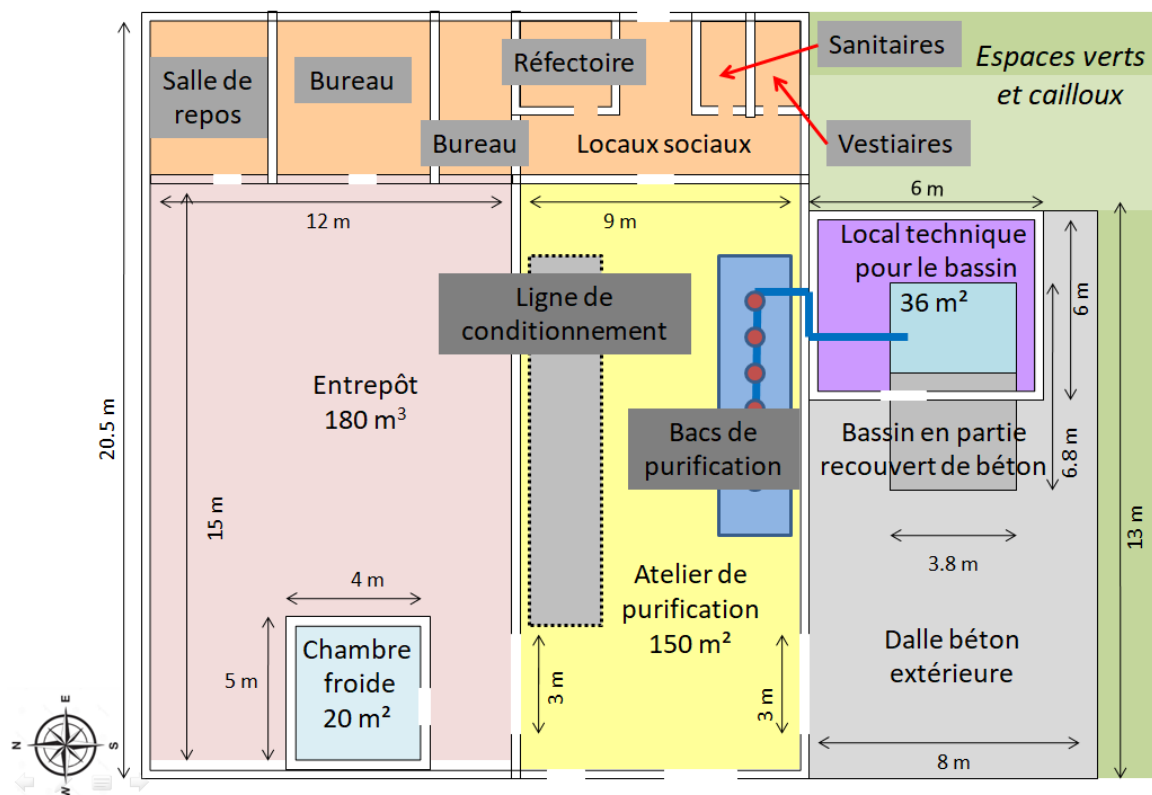 Salle de
repos
Bureau
Bureau
Réfectoire
Locaux sociaux
Sanitaires
Vestiaires
Espaces verts
et cailloux
12 m
9 m
6 m
Local technique
pour le bassin
36 m²
6 m
Ligne de
conditionnement
Entrepôt
180 m³
20.5 m
15 m
Bacs de
purification
Bassin en partie
recouvert de béton
6.8 m
13 m
3.8 m
4 m
5 m
Chambre
froide
20 m²
Atelier de
purification
150 m²
3 m
3 m
Dalle béton
extérieure
8 m
E
N
S
W